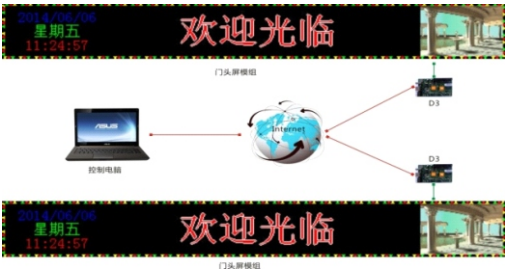 2014/06/06
星期五
11:24:57
欢迎光临
门头屏模组
ASUS
控制电脑
Internet
D3
D3
2014/06/06
星期五
11:24:57
欢迎光临
门头屏模组